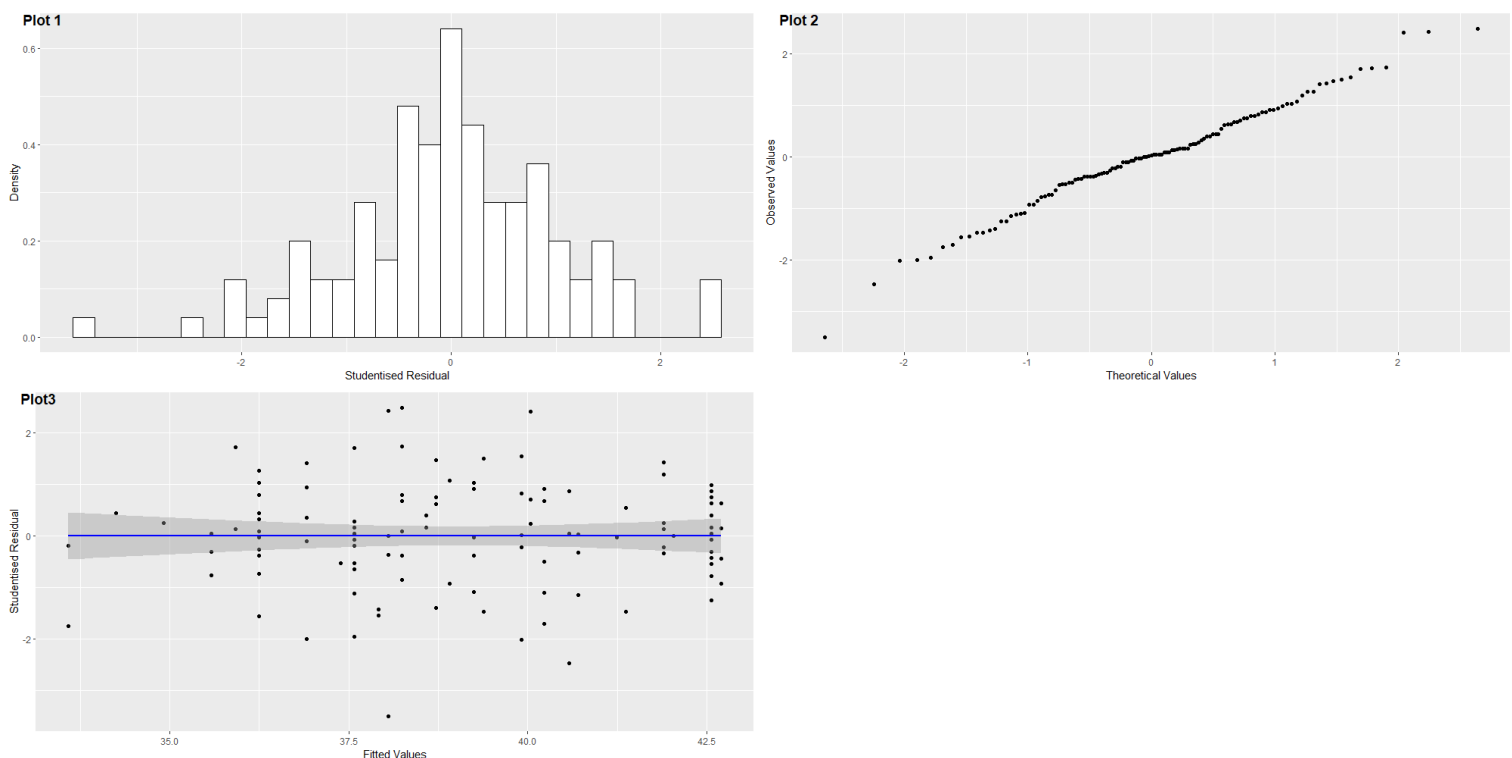 Plot 1
0.6
0.4
0.2
0.0
Density
-2
0
2
Studentised Residual
Plot 2
2
0
-2
Observed Values
-2
-1
0
1
2
Theoretical Values
Plot3
2
0
-2
Studentised Residual
35.0
37.5
40.0
42.5
Fitted Values